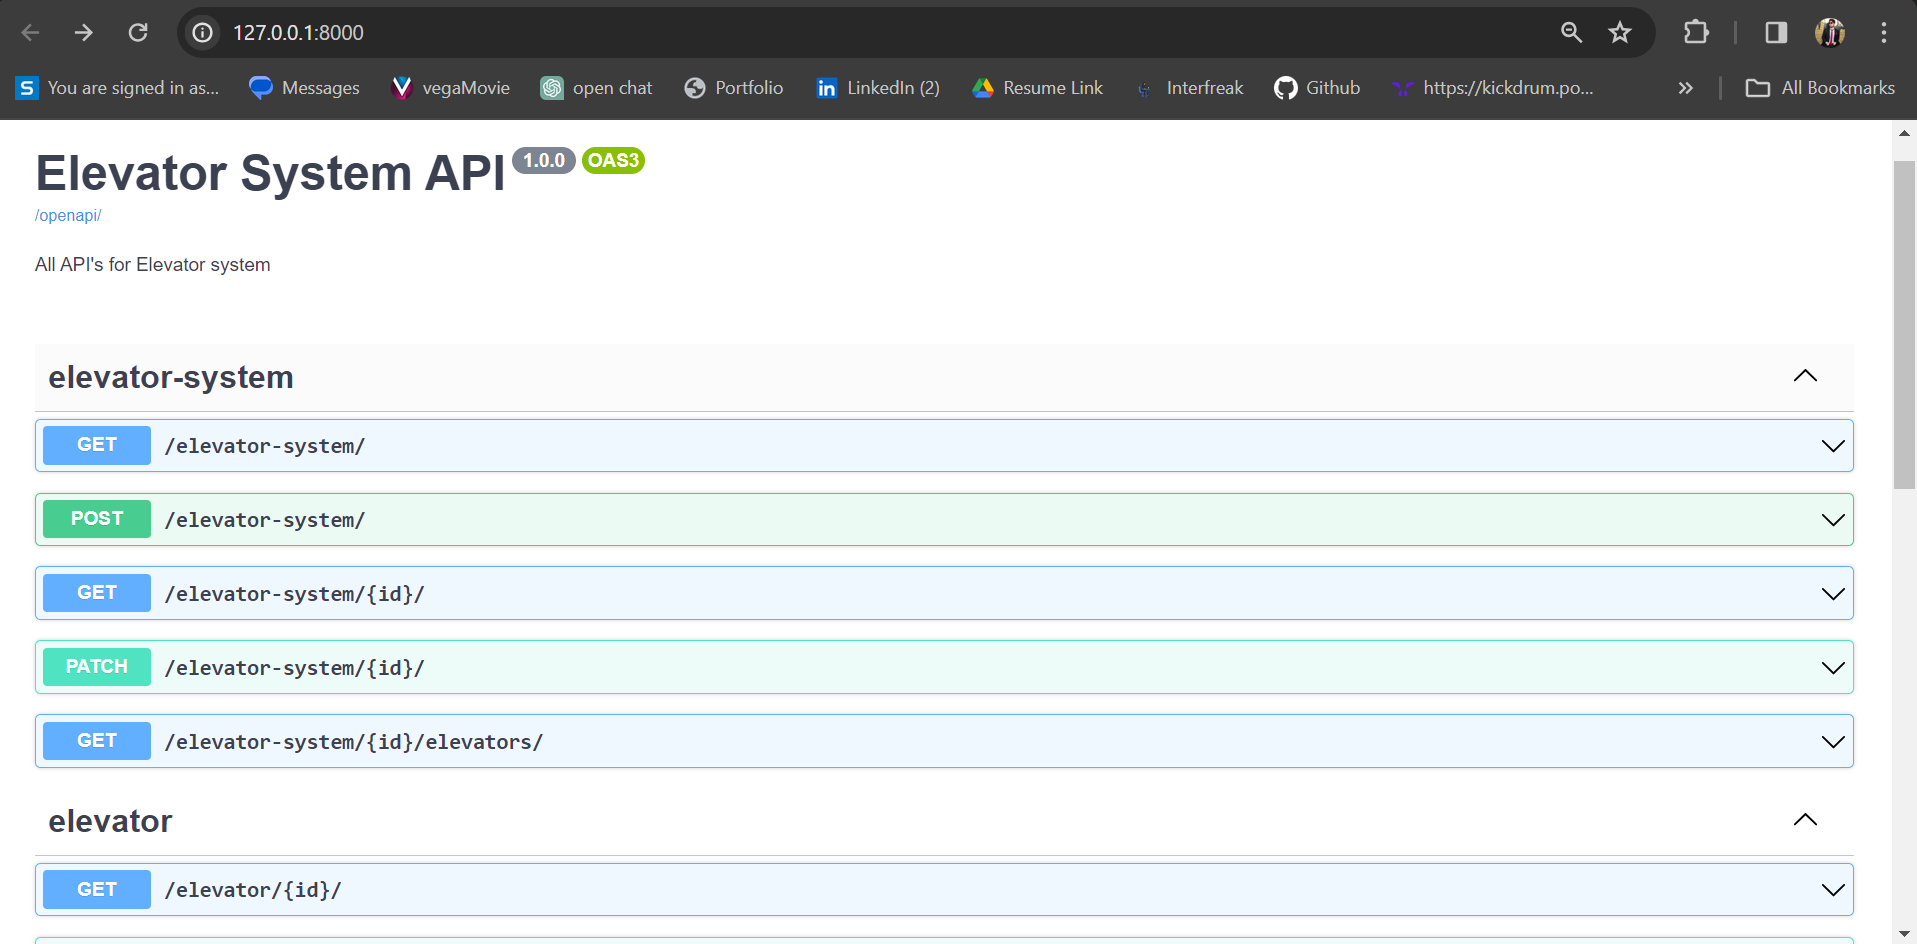 127.0.0.1:8000
You are signed in as... Messages vegaMovie open chat Portfolio LinkedIn (2) Resume Link Interfreak Github https://kickdrum.po... » All Bookmarks
Elevator System API 1.0.0 OAS3
/openapi/
All API's for Elevator system
elevator-system
GET /elevator-system/
POST /elevator-system/
GET /elevator-system/{id}/
PATCH /elevator-system/{id}/
GET /elevator-system/{id}/elevators/
elevator
GET /elevator/{id}/